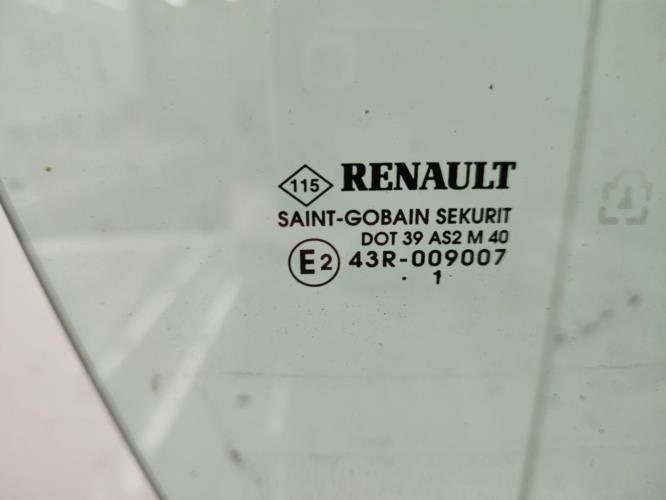 115 RENAULT
SAINT-GOBAIN SEKURIT
DOT 39 AS2 M 40
E2 43R-009007
. 1